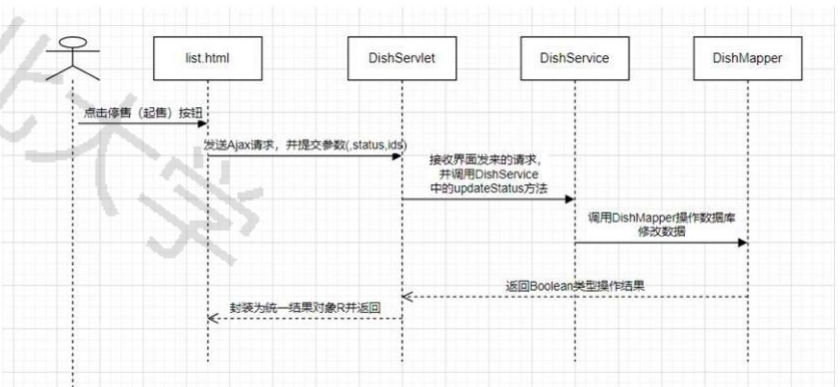 list.html
DishServlet
DishService
DishMapper
点击停售（起售）按钮
发送Ajax请求，并提交参数(,status,ids)
接收界面发来的请求，
并调用DishService
中的updateStatus方法
调用DishMapper操作数据库
修改数据
返回Boolean类型操作结果
封装为统一结果对象R并返回
北大学